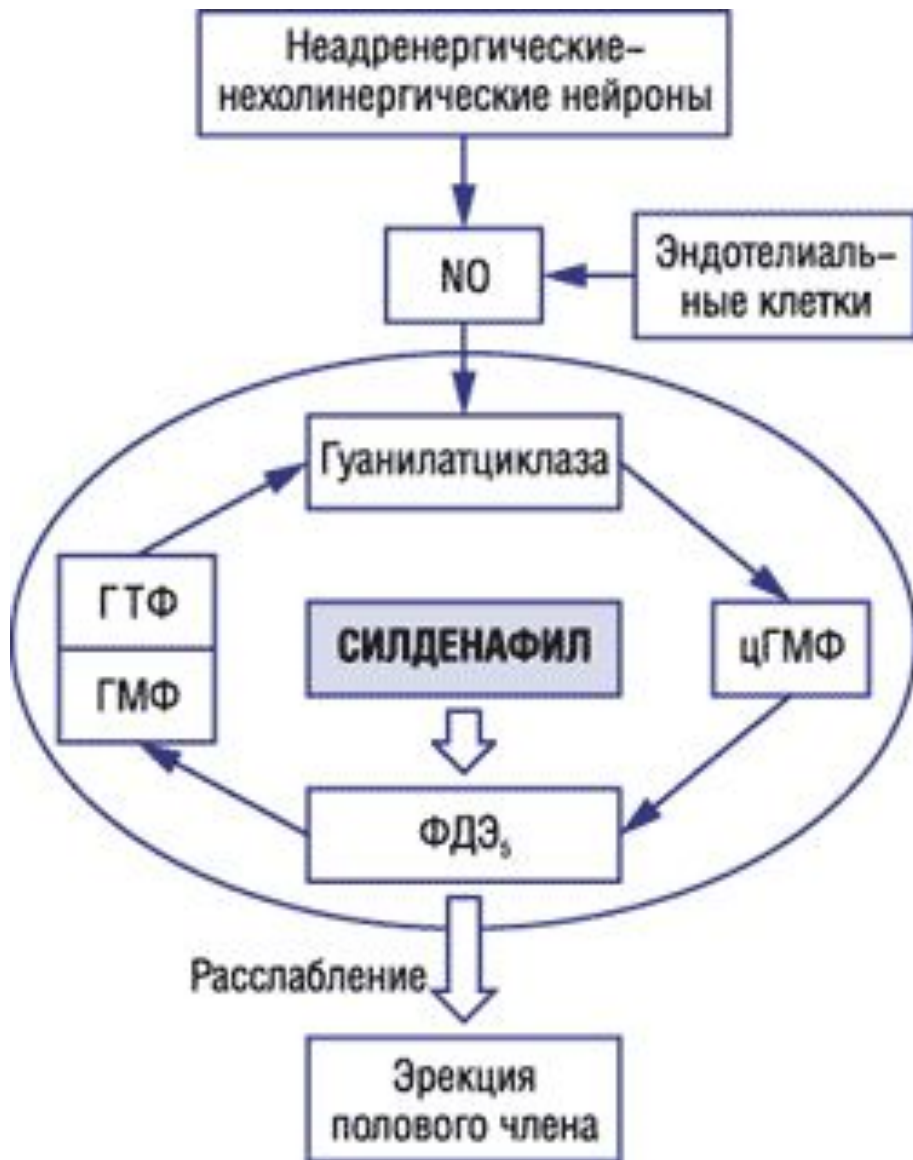 Неадренергические–
нехолинергические нейроны
NO
Эндотелиаль–
ные клетки
Гуанилатциклаза
ГТФ
ГМФ
СИЛДЕНАФИЛ
цГМФ
ФДЭ₅
Расслабление
Эрекция
полового члена